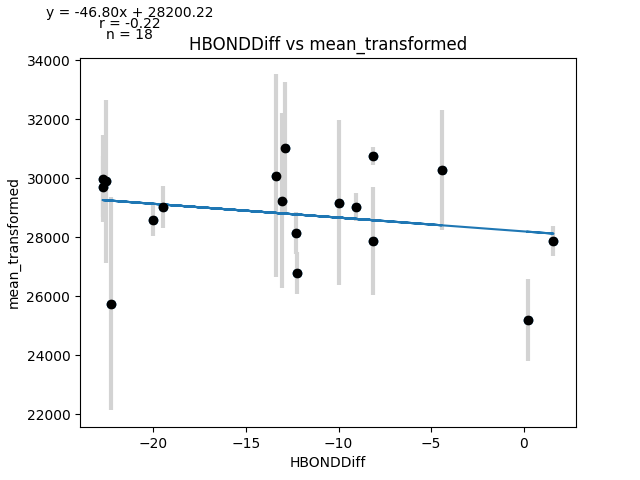 y = -46.80x + 28200.22
r = -0.22
n = 18
HBONDDiff vs mean_transformed
34000
32000
30000
28000
26000
24000
22000
mean_transformed
−20
−15
−10
−5
0
HBONDDiff